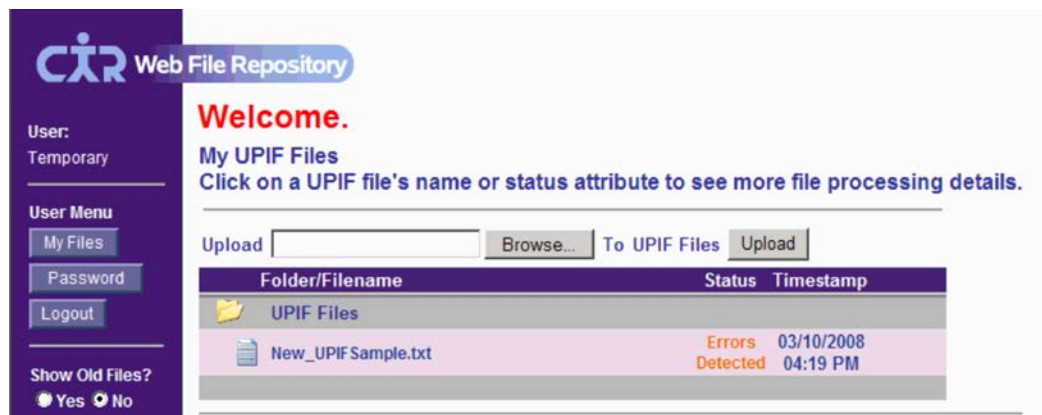 CIR Web File Repository
User:
Temporary
User Menu
My Files
Password
Logout
Show Old Files?
Yes No
Welcome.
My UPIF Files
Click on a UPIF file's name or status attribute to see more file processing details.
Upload Browse... To UPIF Files Upload
Folder/Filename Status Timestamp
UPIF Files
New_UPIFSample.txt Errors 03/10/2008
Detected 04:19 PM